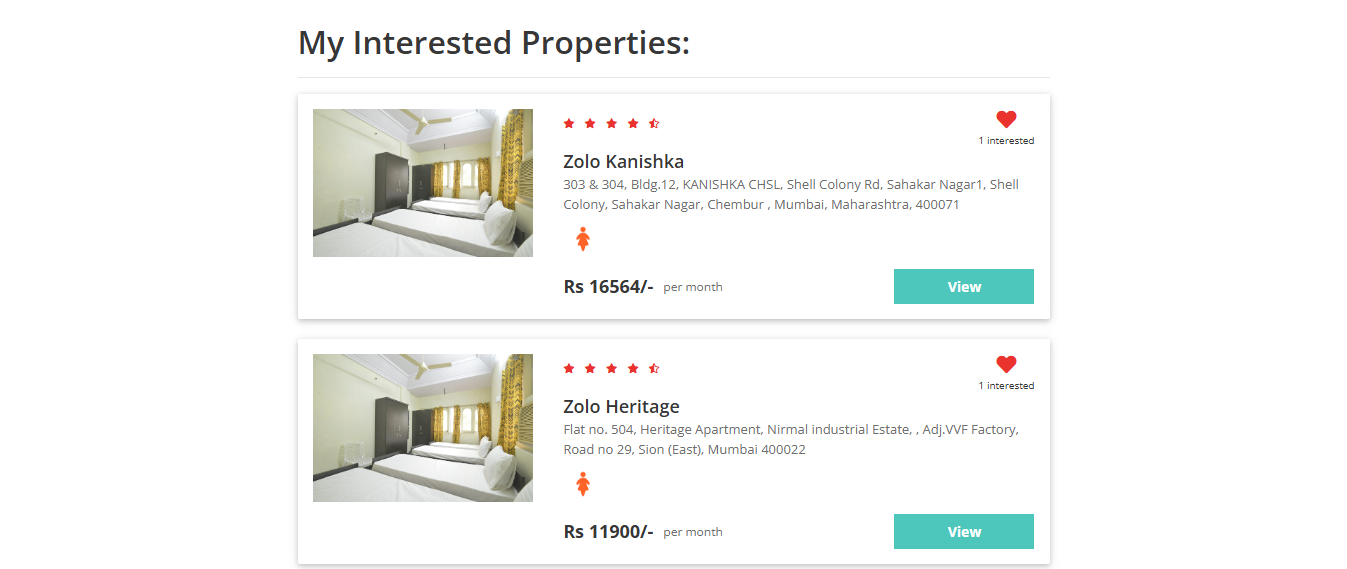 My Interested Properties:
1 interested
Zolo Kanishka
303 & 304, Bldg.12, KANISHKA CHSL, Shell Colony Rd, Sahakar Nagar1, Shell
Colony, Sahakar Nagar, Chembur , Mumbai, Maharashtra, 400071
Rs 16564/- per month
View
1 interested
Zolo Heritage
Flat no. 504, Heritage Apartment, Nirmal industrial Estate, , Adj.VVF Factory,
Road no 29, Sion (East), Mumbai 400022
Rs 11900/- per month
View